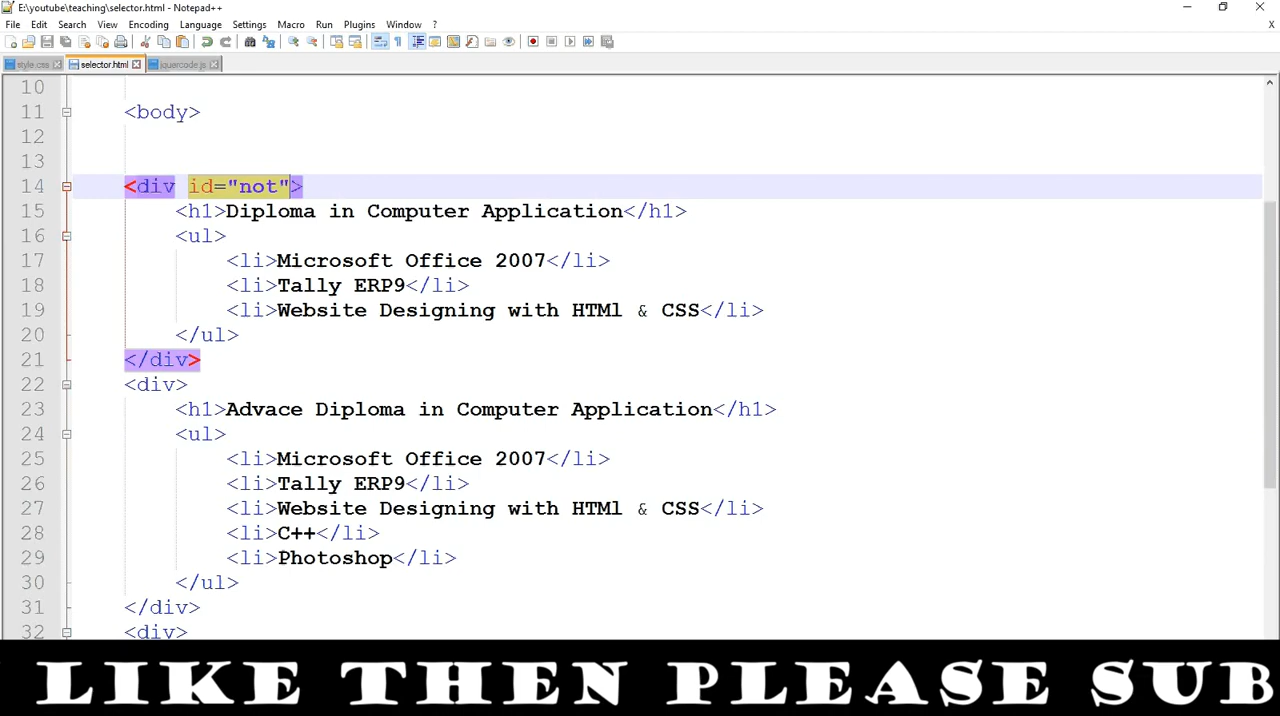 E:\youtube\teaching\selector.html - Notepad++
File Edit Search View Encoding Language Settings Macro Run Plugins Window ?
style.css selector.html jquercode.js
10
11 <body>
12
13
14 <div id="not">
15 <h1>Diploma in Computer Application</h1>
16 <ul>
17 <li>Microsoft Office 2007</li>
18 <li>Tally ERP9</li>
19 <li>Website Designing with HTMl & CSS</li>
20 </ul>
21 </div>
22 <div>
23 <h1>Advace Diploma in Computer Application</h1>
24 <ul>
25 <li>Microsoft Office 2007</li>
26 <li>Tally ERP9</li>
27 <li>Website Designing with HTMl & CSS</li>
28 <li>C++</li>
29 <li>Photoshop</li>
30 </ul>
31 </div>
32 <div>
LIKE THEN PLEASE SUB